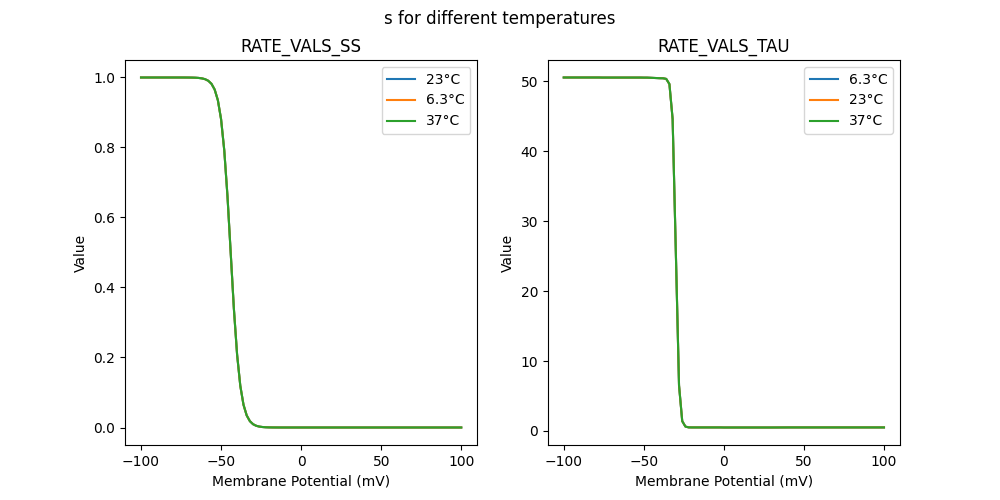 s for different temperatures
RATE_VALS_SS
23°C
6.3°C
37°C
1.0
0.8
0.6
0.4
0.2
0.0
Value
−100
−50
0
50
100
Membrane Potential (mV)
RATE_VALS_TAU
6.3°C
23°C
37°C
50
40
30
20
10
0
Value
−100
−50
0
50
100
Membrane Potential (mV)